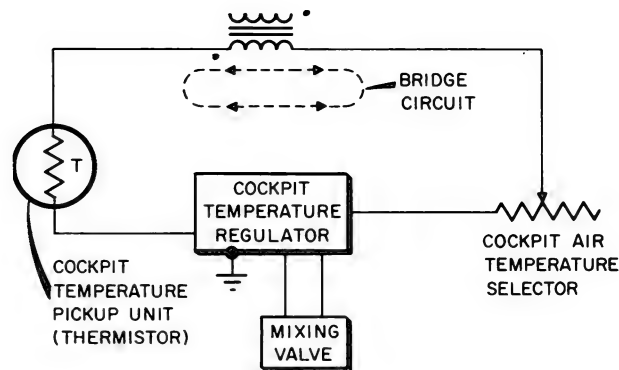 BRIDGE
CIRCUIT
T
COCKPIT
TEMPERATURE
REGULATOR
COCKPIT AIR
TEMPERATURE
SELECTOR
COCKPIT
TEMPERATURE
PICKUP UNIT
(THERMISTOR)
MIXING
VALVE